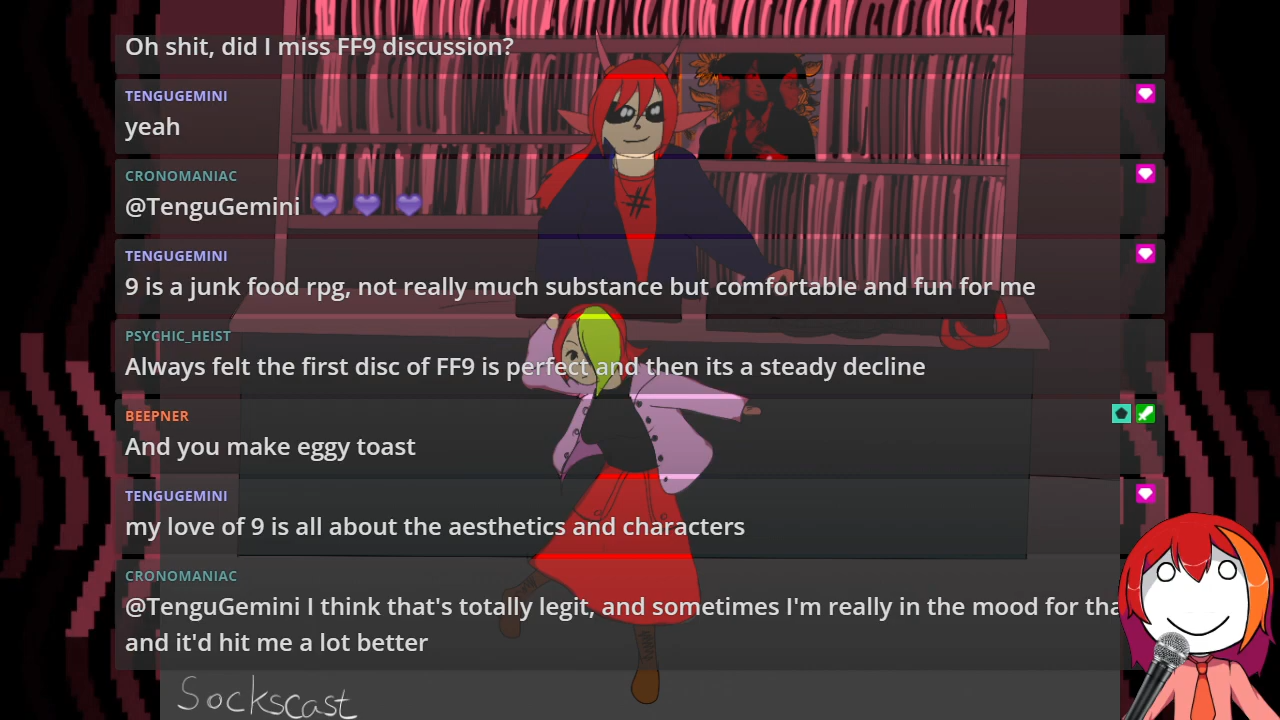 Oh shit, did I miss FF9 discussion?
TENGUGEMINI
yeah
CRONOMANIAC
@TenguGemini 💜 💜 💜
TENGUGEMINI
9 is a junk food rpg, not really much substance but comfortable and fun for me
PSYCHIC_HEIST
Always felt the first disc of FF9 is perfect and then its a steady decline
BEEPNER
And you make eggy toast
TENGUGEMINI
my love of 9 is all about the aesthetics and characters
CRONOMANIAC
@TenguGemini I think that's totally legit, and sometimes I'm really in the mood for
and it'd hit me a lot better
Sockscast